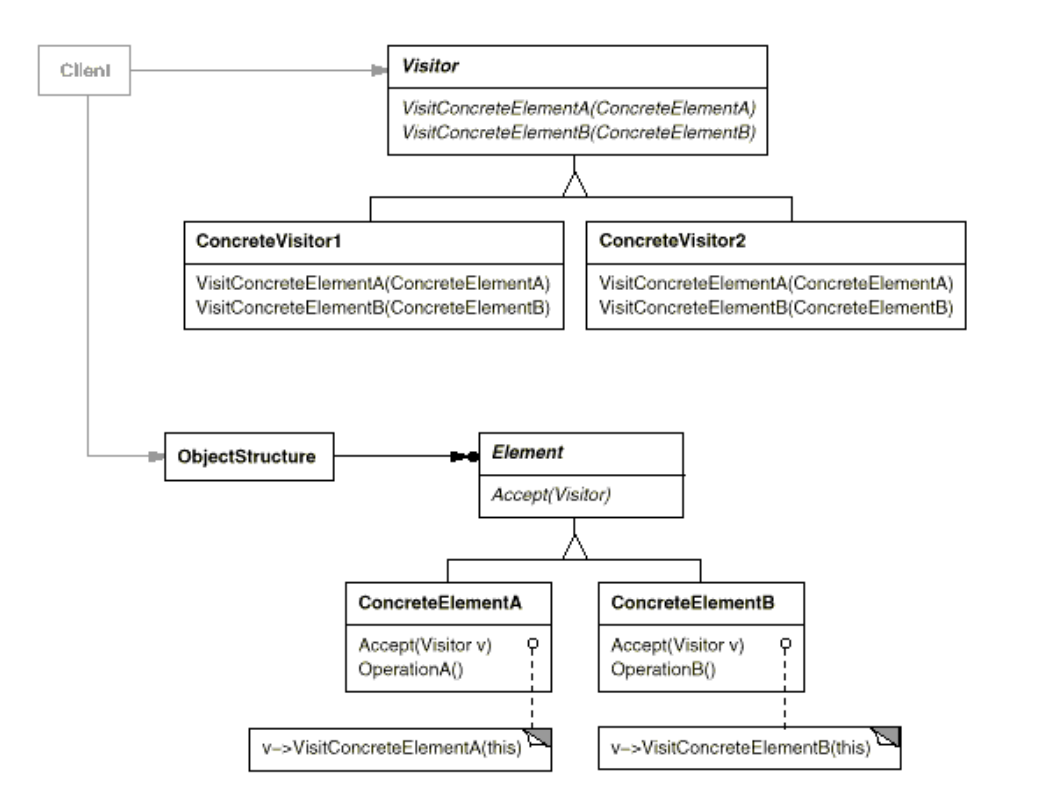 Client
Visitor
VisitConcreteElementA(ConcreteElementA)
VisitConcreteElementB(ConcreteElementB)
ConcreteVisitor1
VisitConcreteElementA(ConcreteElementA)
VisitConcreteElementB(ConcreteElementB)
ConcreteVisitor2
VisitConcreteElementA(ConcreteElementA)
VisitConcreteElementB(ConcreteElementB)
ObjectStructure
Element
Accept(Visitor)
ConcreteElementA
Accept(Visitor v)
OperationA()
ConcreteElementB
Accept(Visitor v)
OperationB()
v–>VisitConcreteElementA(this)
v–>VisitConcreteElementB(this)